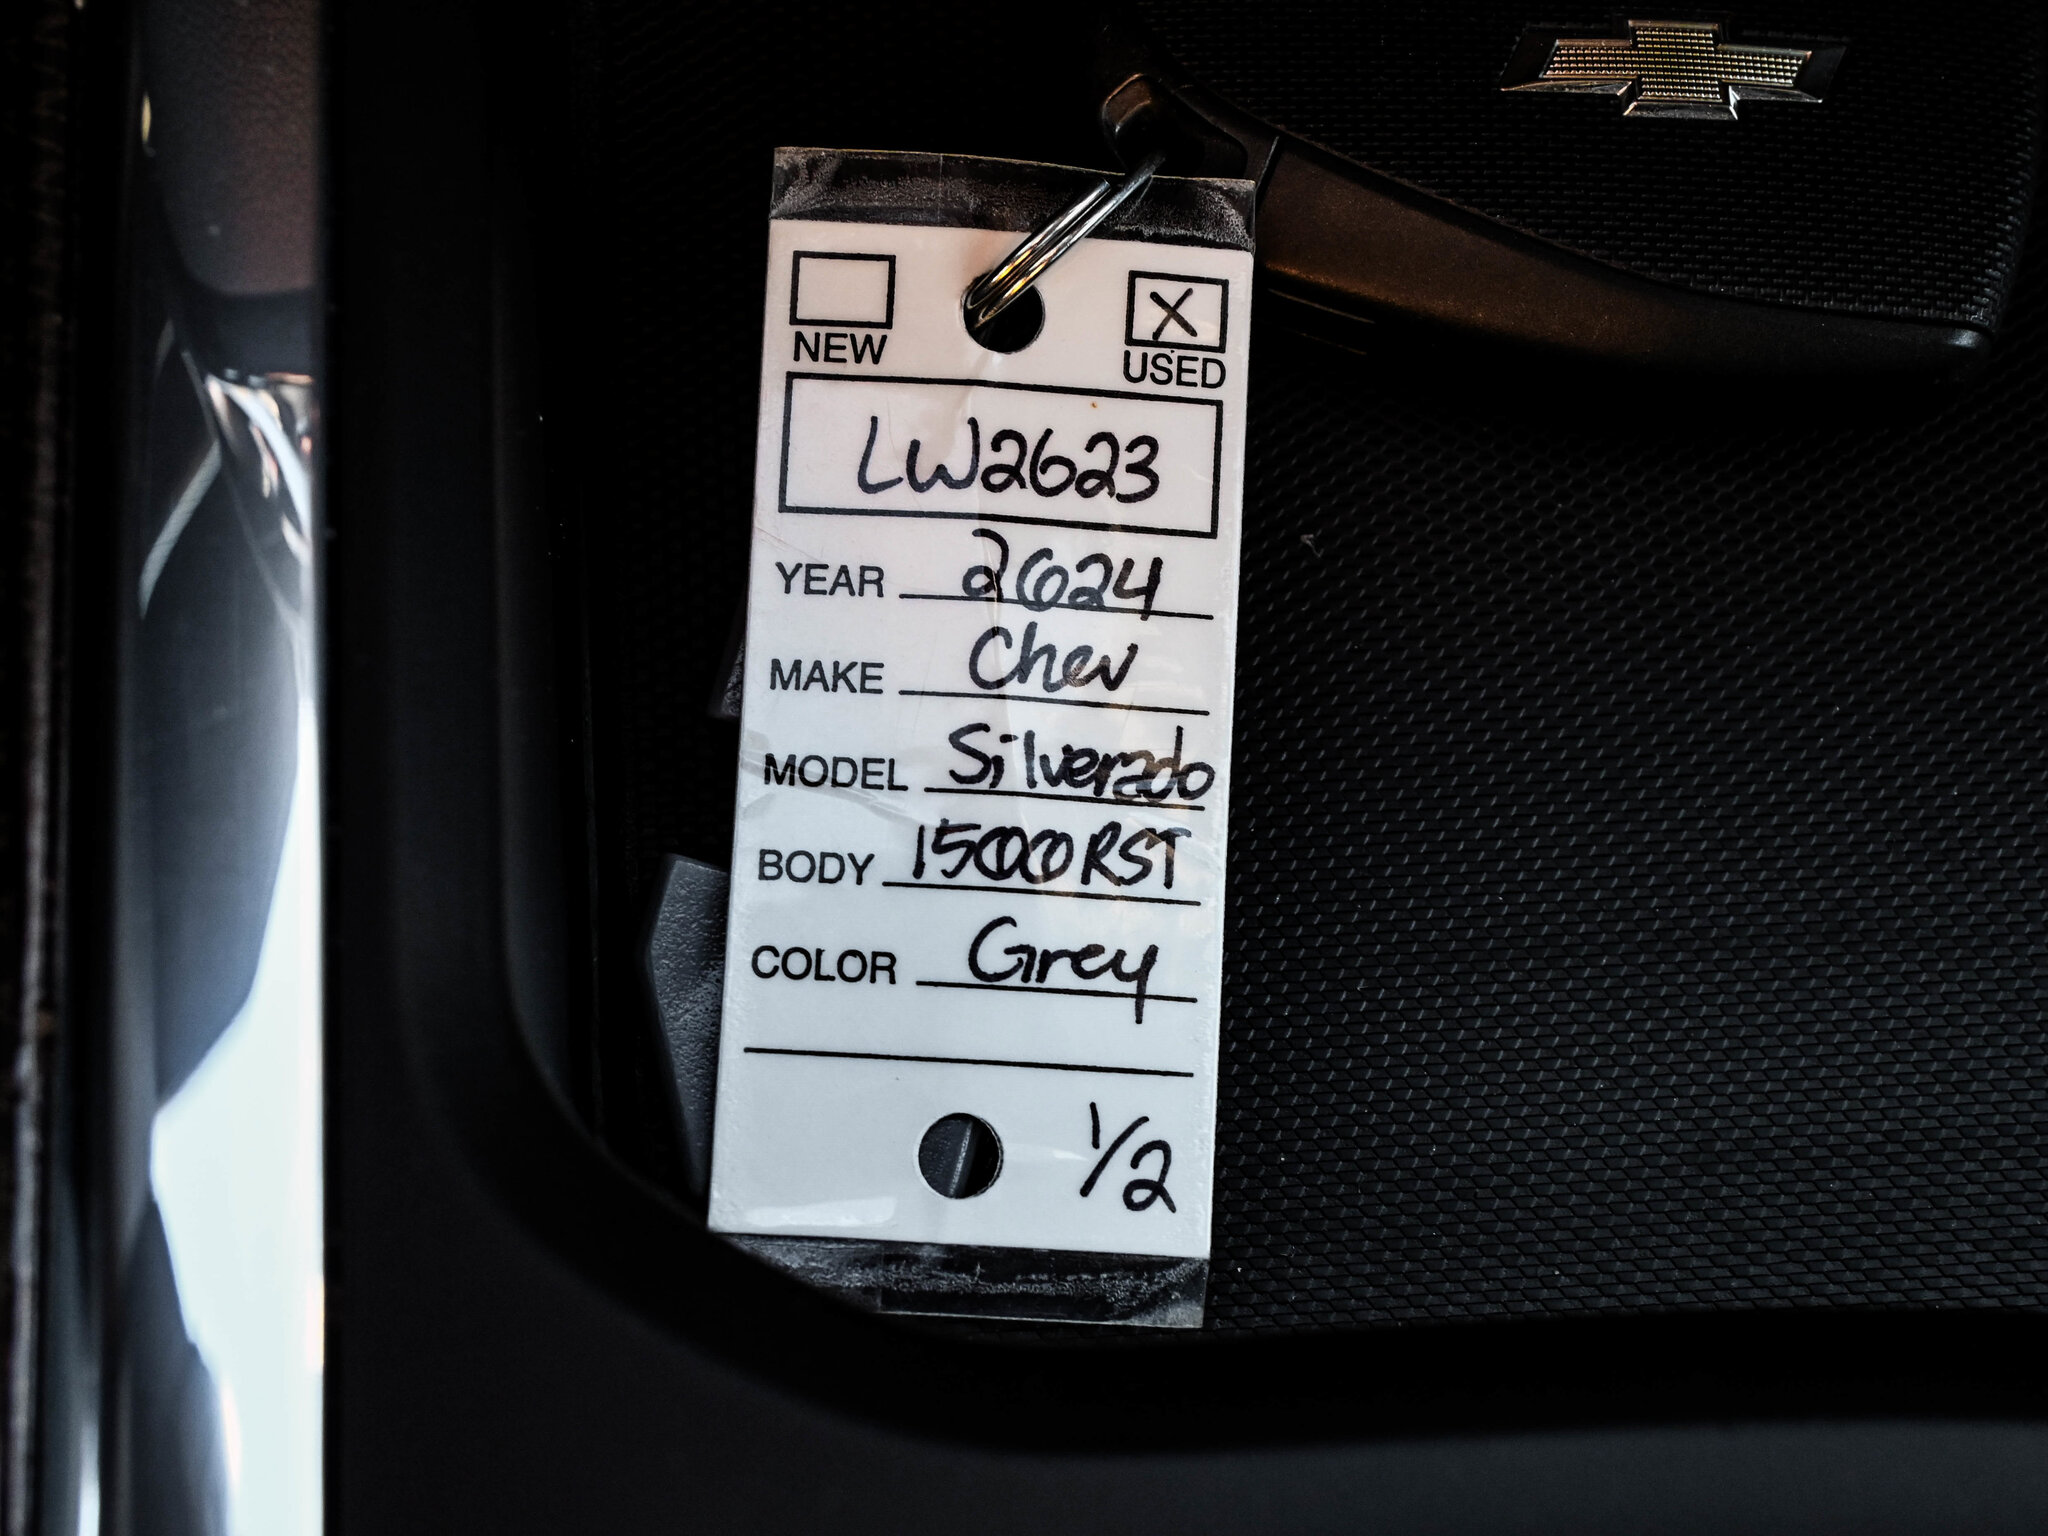 NEW
X
USED
LW2623
YEAR 2024
MAKE Chev
MODEL Silverado
BODY 1500 RST
COLOR Grey
1/2